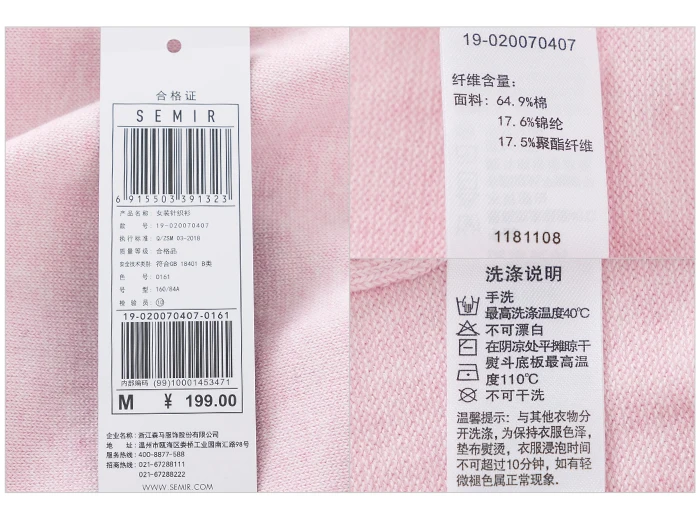 合格证
SEMIR
6 915503 391323
产品名称: 女装针织衫
款 号: 19-020070407
执行标准: Q/ZSM 03-2018
质量等级: 合格品
安全技术类别: 符合GB 18401 B类
色 号: 0161
号 型: 160/84A
检 验 员: 10
19-020070407-0161
内部编码 (99)10001453471
M ¥ 199.00
企业名称: 浙江森马服饰股份有限公司
地 址: 温州市瓯海区娄桥工业园南汇路98号
服务热线: 400-8877-588
招商热线: 021-67288111
021-67288222
WWW.SEMIR.COM
19-020070407
纤维含量:
面料: 64.9%棉
17.6%锦纶
17.5%聚酯纤维
1181108
洗涤说明
手洗
最高洗涤温度40℃
不可漂白
在阴凉处平摊晾干
熨斗底板最高温
度110℃
不可干洗
温馨提示: 与其他衣物分
开洗涤,为保持衣服色泽,
垫布熨烫, 衣服浸泡时间
不可超过10分钟, 如有轻
微褪色属正常现象.